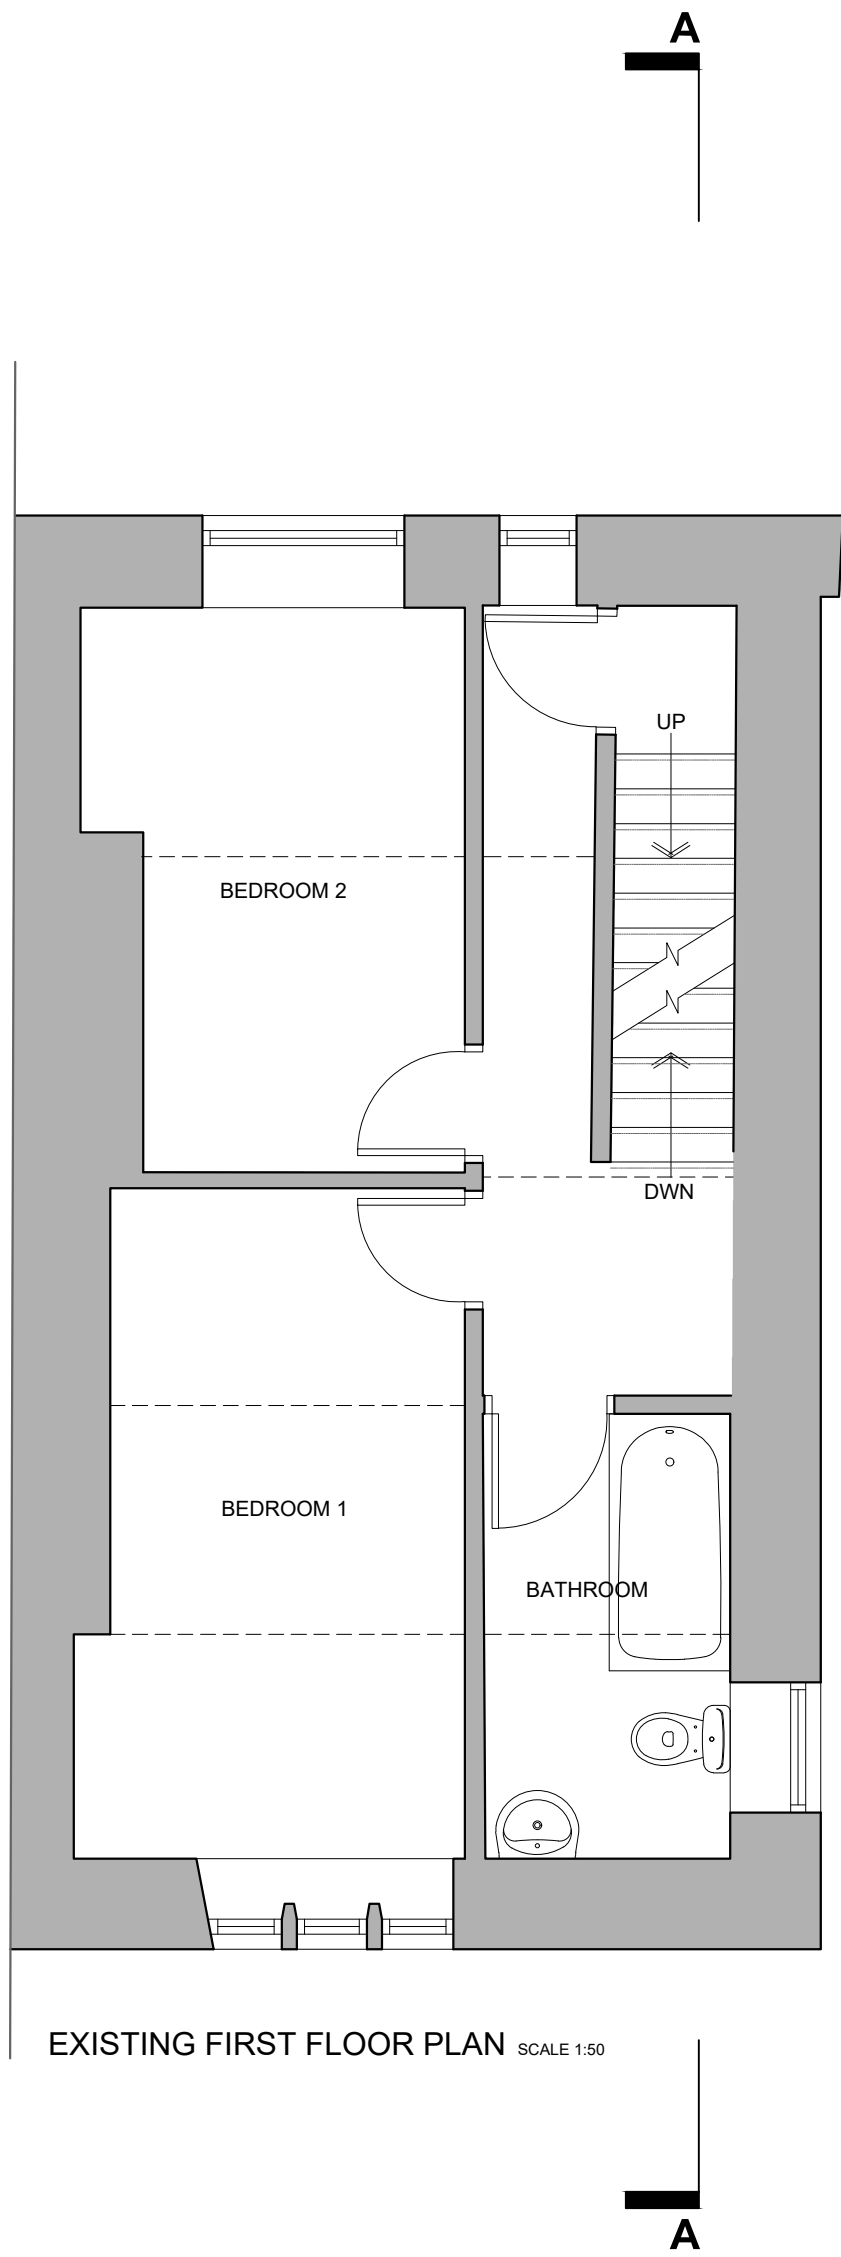 A
UP
BEDROOM 2
DWN
BEDROOM 1
BATHROOM
EXISTING FIRST FLOOR PLAN SCALE 1:50
A